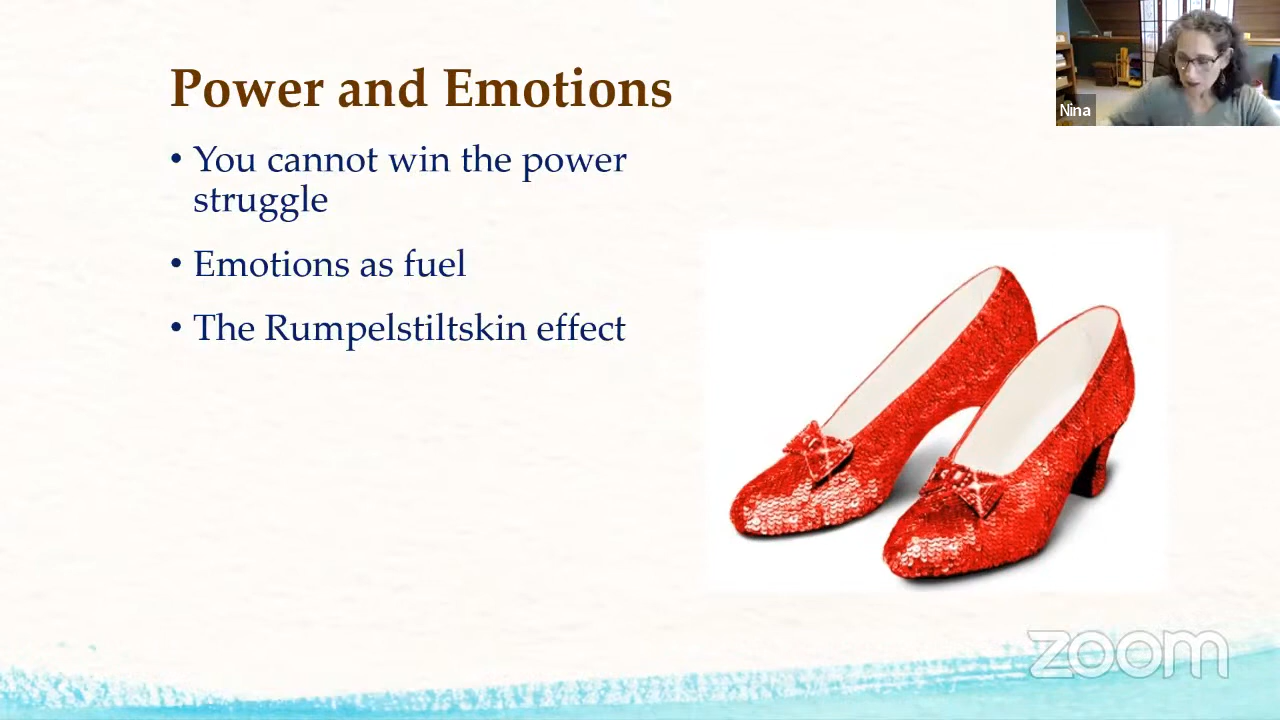 Power and Emotions
• You cannot win the power
struggle
• Emotions as fuel
• The Rumpelstiltskin effect
Nina
zoom